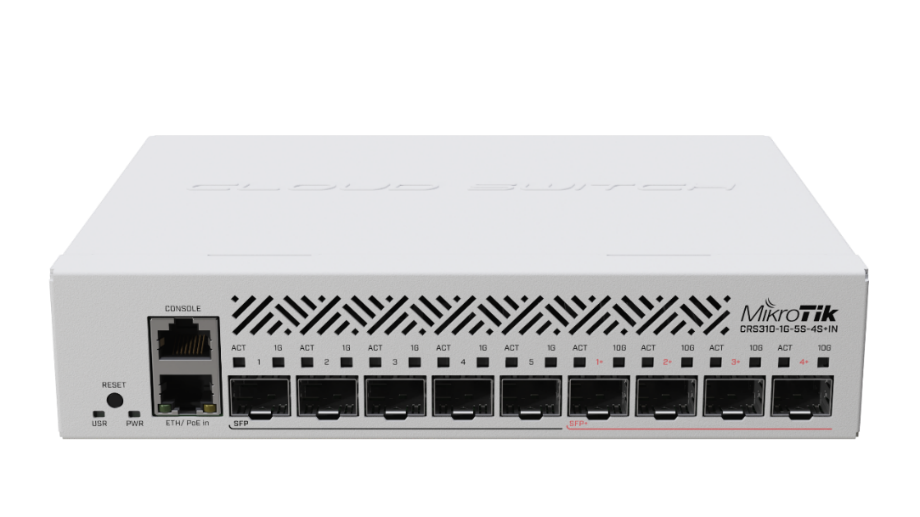 CLOUD SWITCH
CONSOLE
MikroTik
CRS310-1G-5S-4S+IN
ACT 1G ACT 1G ACT 1G ACT 1G ACT 1G ACT 10G ACT 10G ACT 10G ACT 10G
1 2 3 4 5 1+ 2+ 3+ 4+
RESET
USR PWR ETH/ PoE in SFP SFP+